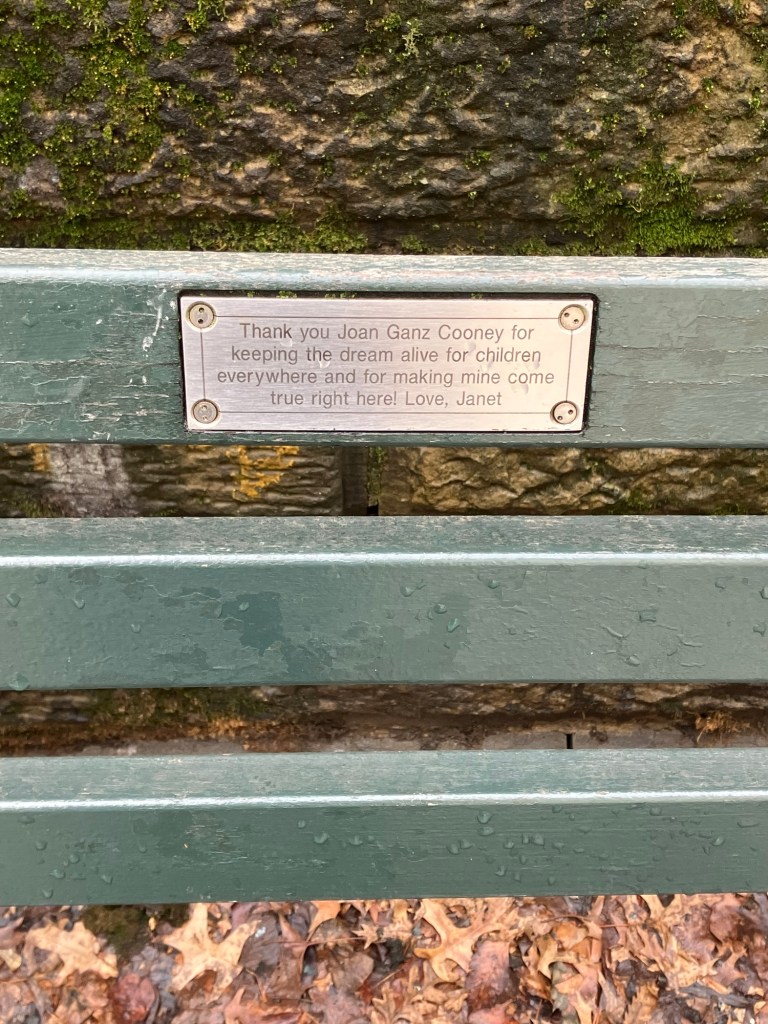 Thank you Joan Ganz Cooney for
keeping the dream alive for children
everywhere and for making mine come
true right here! Love, Janet